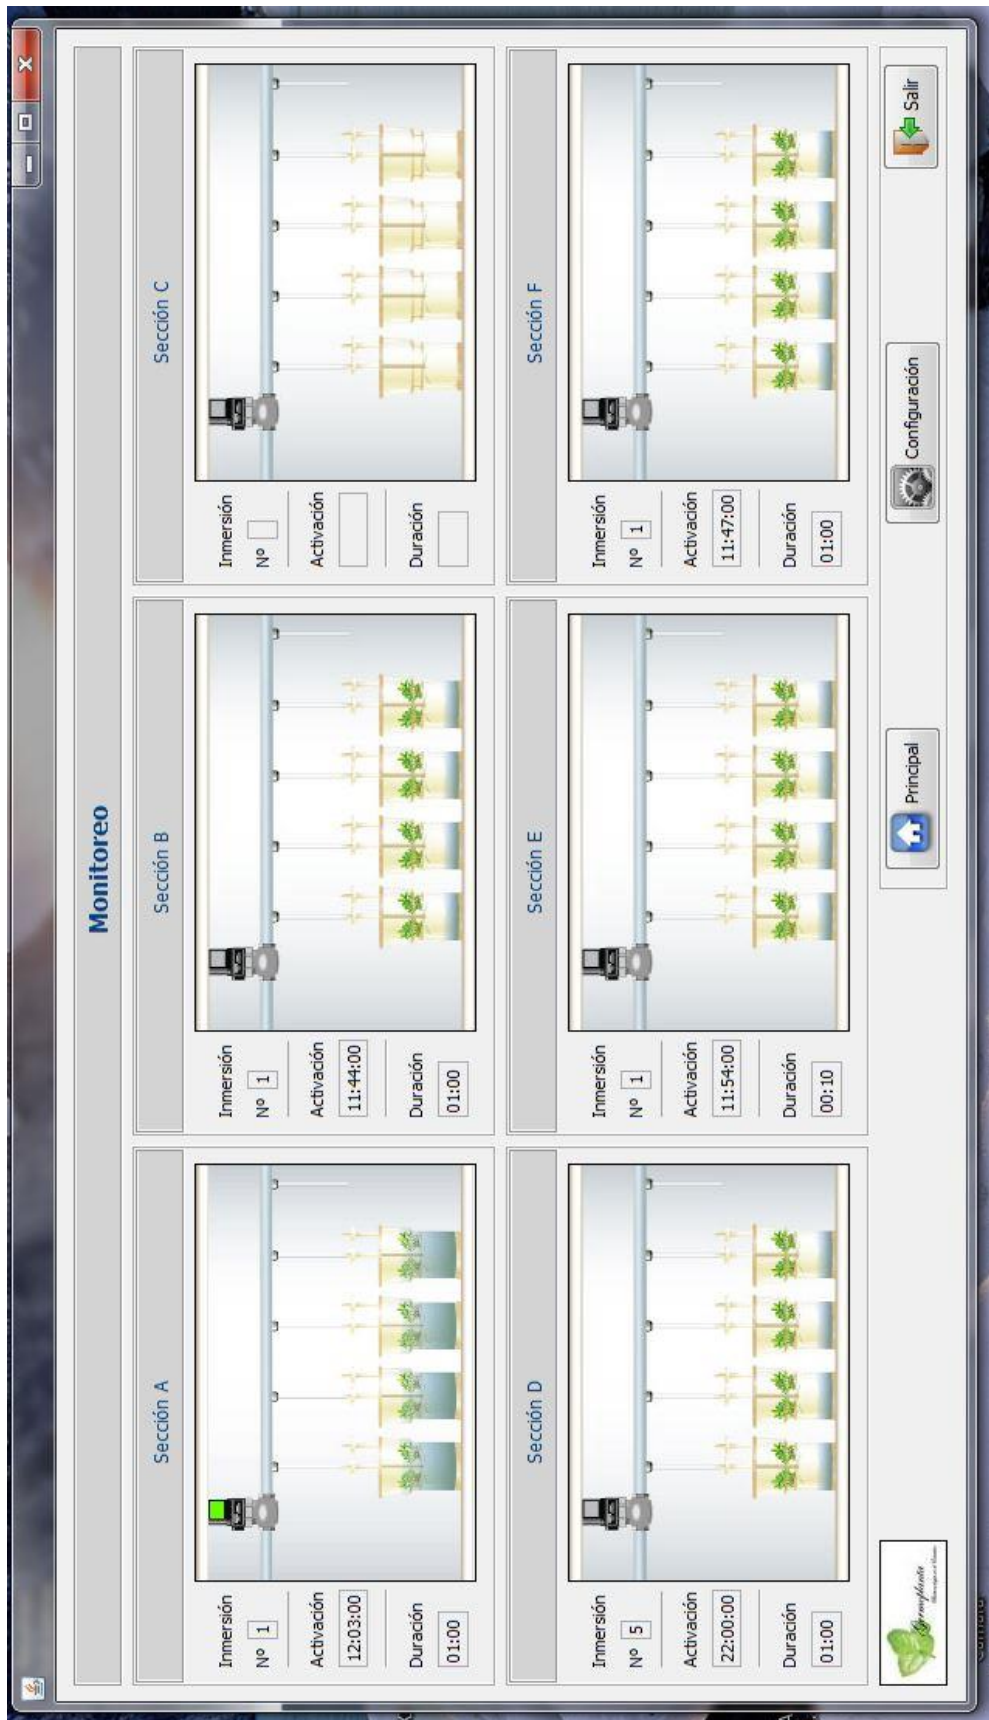 Monitoreo
Sección A
Inmersión
Nº 1
Activación
12:03:00
Duración
01:00
Sección B
Inmersión
Nº 1
Activación
11:44:00
Duración
01:00
Sección C
Inmersión
Nº
Activación
Duración
Sección D
Inmersión
Nº 5
Activación
22:00:00
Duración
01:00
Sección E
Inmersión
Nº 1
Activación
11:54:00
Duración
00:10
Sección F
Inmersión
Nº 1
Activación
11:47:00
Duración
01:00
Germoplanta
Principal
Configuración
Salir